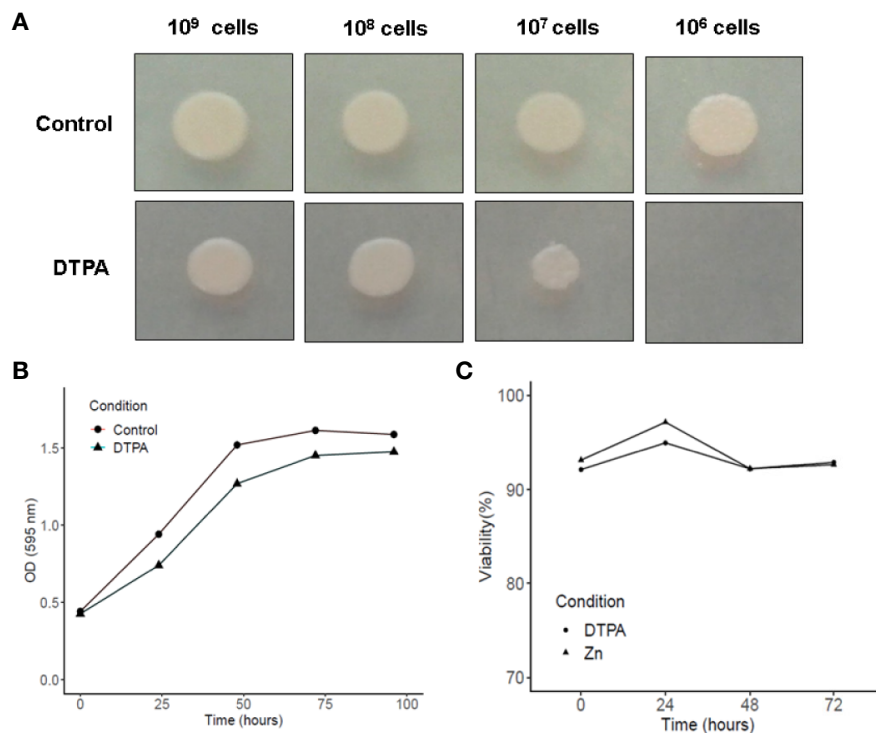 A
10⁹ cells 10⁸ cells 10⁷ cells 10⁶ cells
Control
DTPA
B
Condition
Control
DTPA
1.5
1.0
0.5
0.0
OD (595 nm)
0 25 50 75 100
Time (hours)
C
100
90
80
70
Viability(%)
Condition
DTPA
Zn
0 24 48 72
Time (hours)